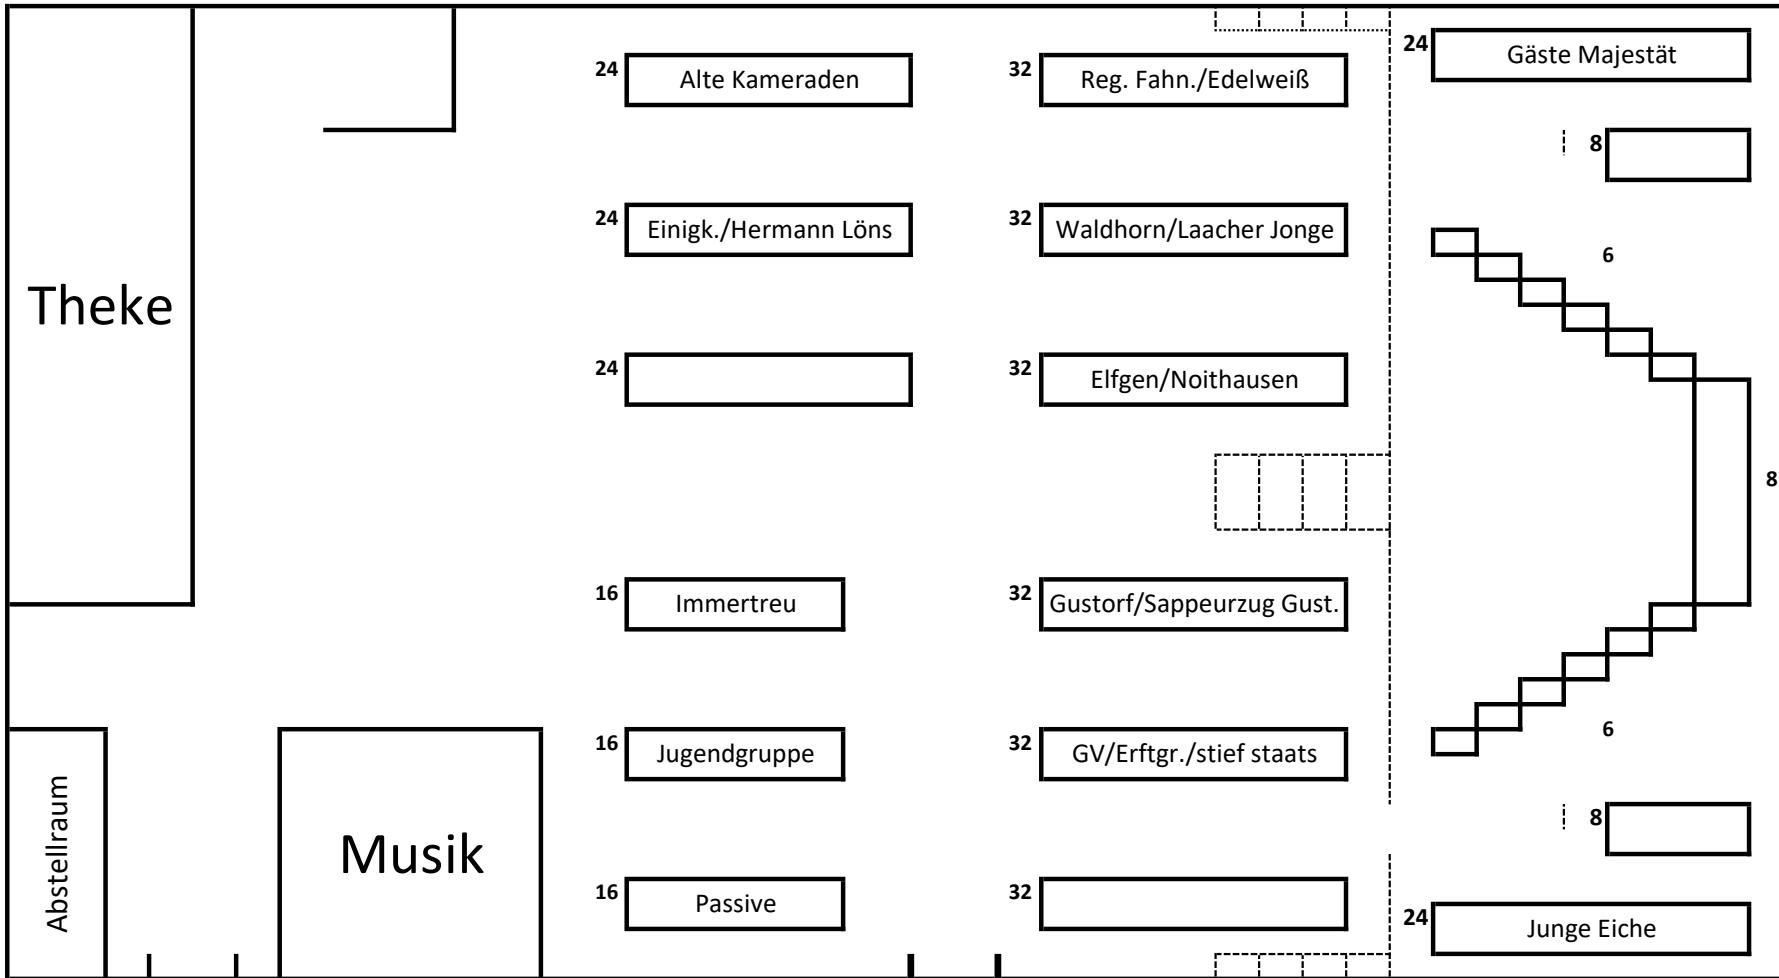 24 Gäste Majestät
24 Alte Kameraden
32 Reg. Fahn./Edelweiß
8
24 Einigk./Hermann Löns
32 Waldhorn/Laacher Jonge
6
Theke
24
32 Elfgen/Noithausen
8
16 Immertreu
32 Gustorf/Sappeurzug Gust.
16 Jugendgruppe
32 GV/Erftgr./stief staats
6
8
Abstellraum
Musik
16 Passive
32
24 Junge Eiche